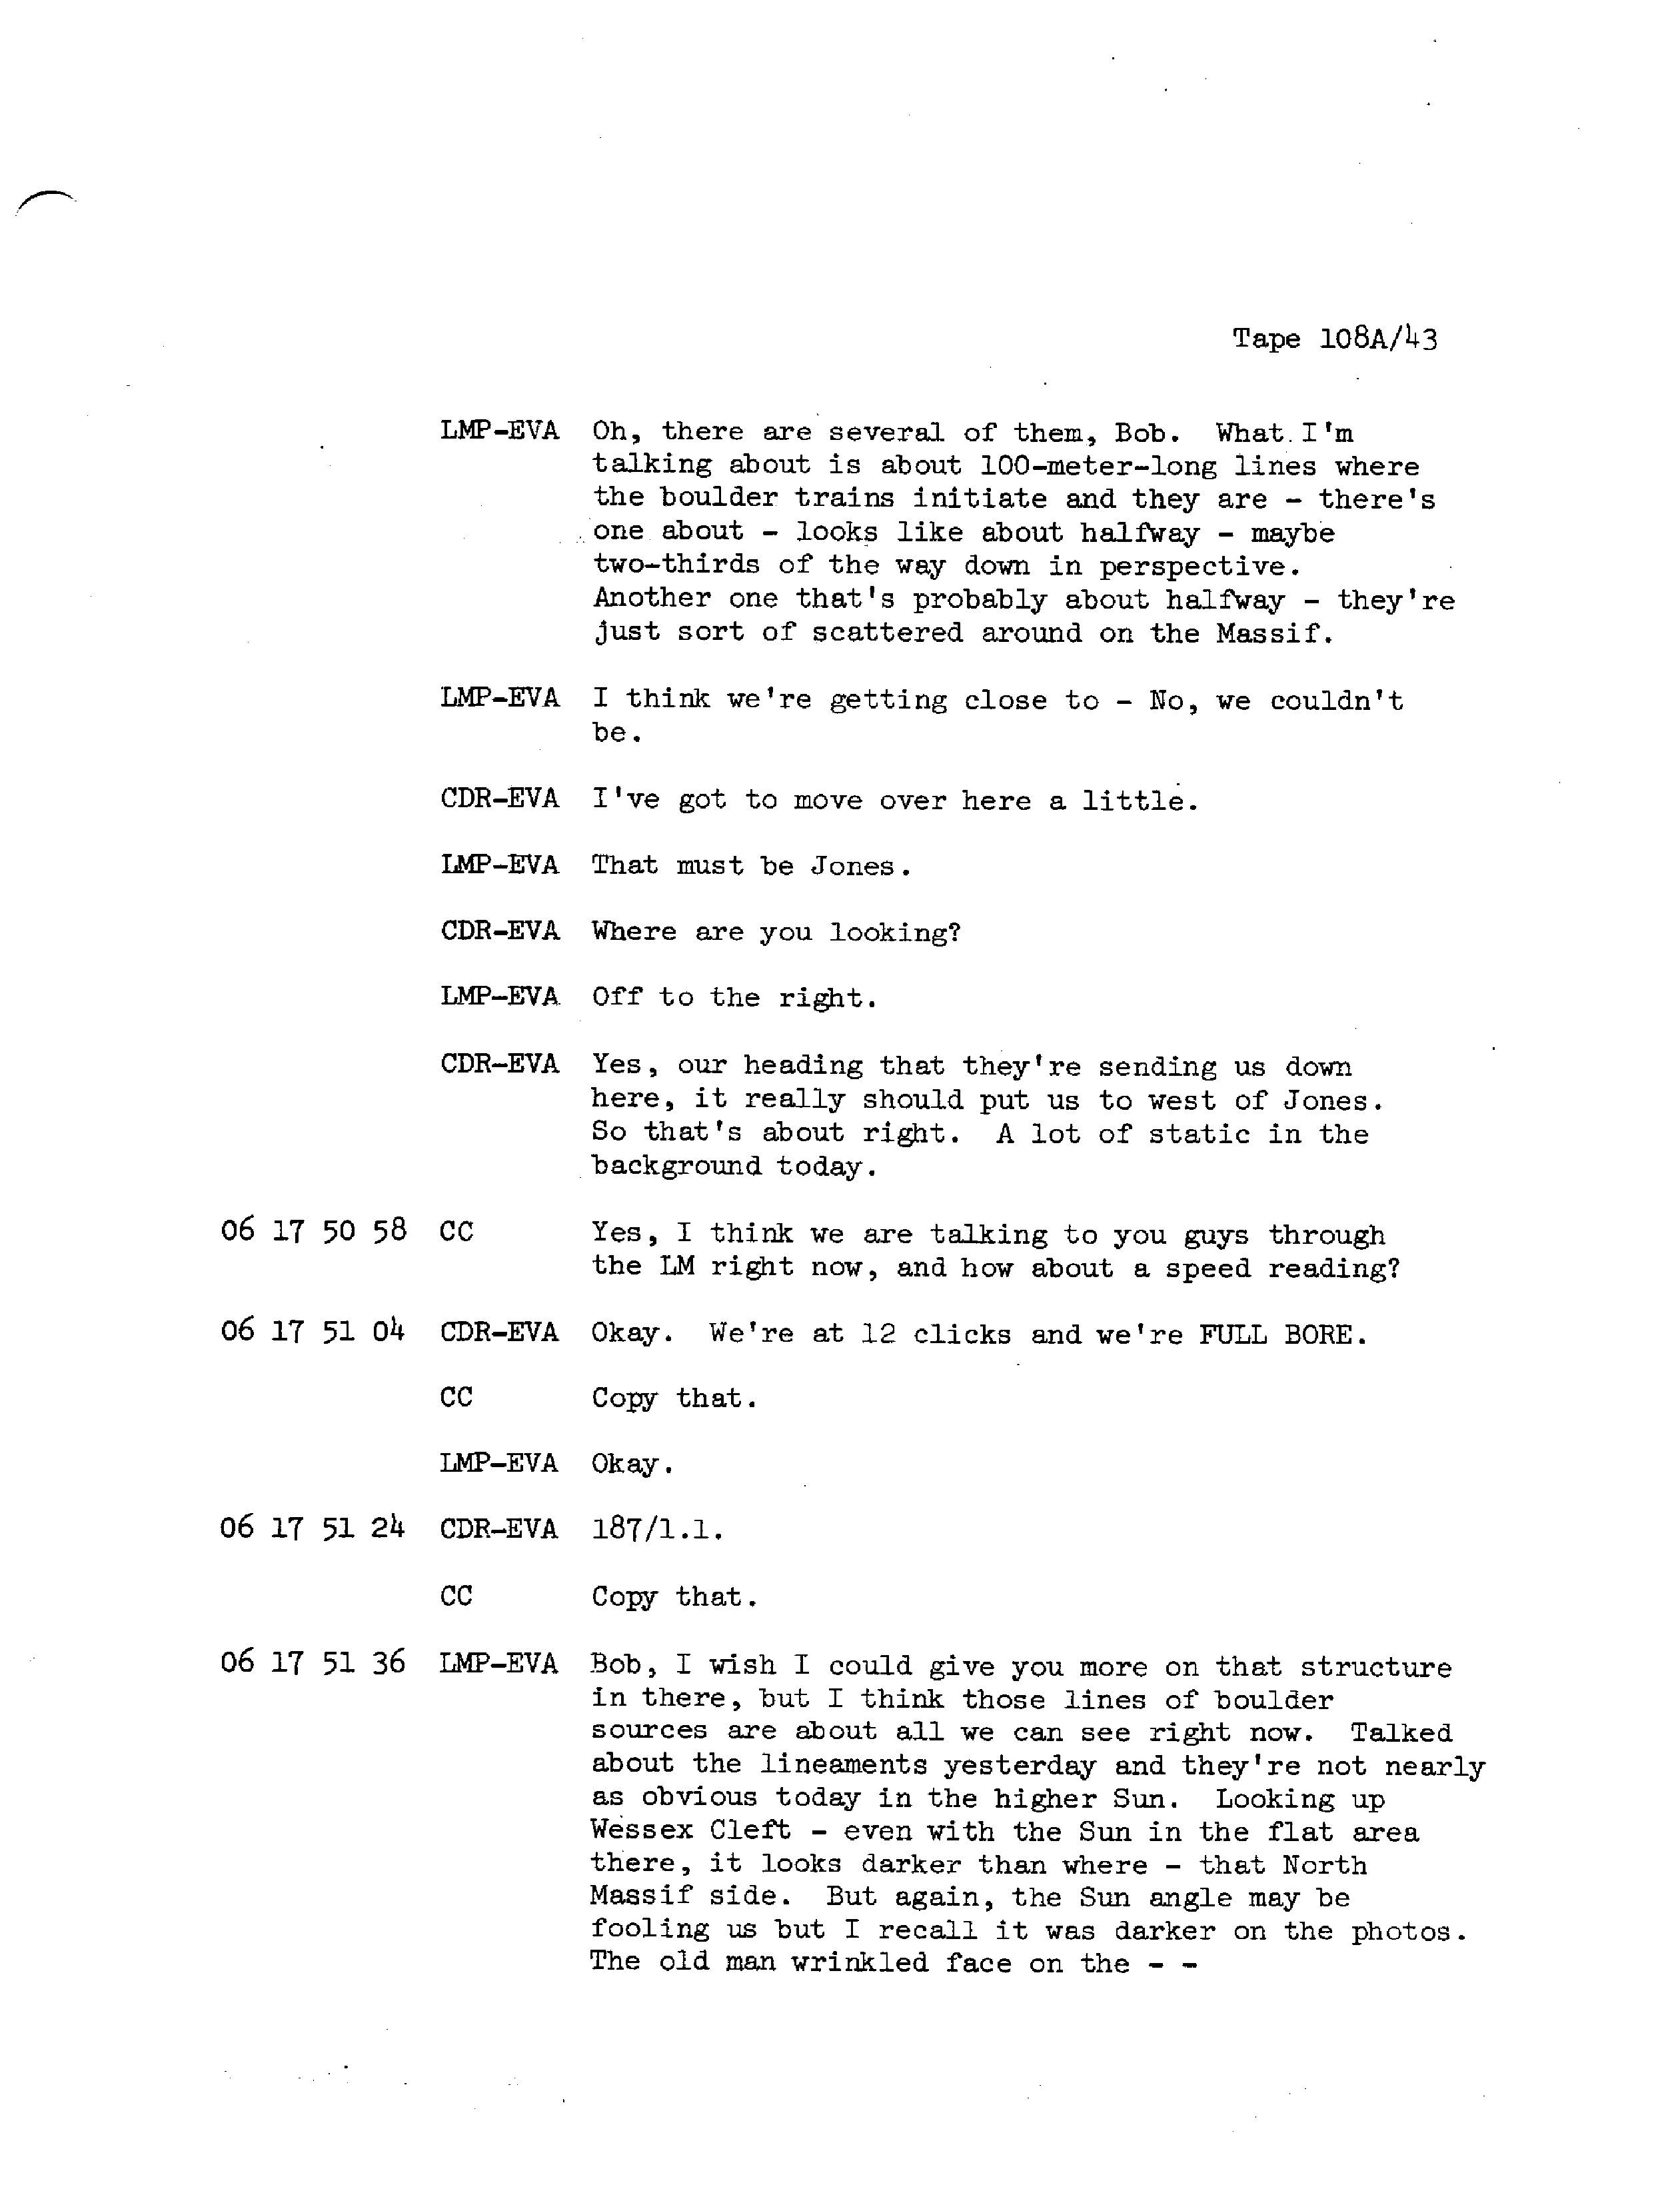 Tape 108A/43
LMP-EVA Oh, there are several of them, Bob. What I'm
talking about is about 100-meter-long lines where
the boulder trains initiate and they are - there's
one about - looks like about halfway - maybe
two-thirds of the way down in perspective.
Another one that's probably about halfway - they're
just sort of scattered around on the Massif.
LMP-EVA I think we're getting close to - No, we couldn't
be.
CDR-EVA I've got to move over here a little.
LMP-EVA That must be Jones.
CDR-EVA Where are you looking?
LMP-EVA Off to the right.
CDR-EVA Yes, our heading that they're sending us down
here, it really should put us to west of Jones.
So that's about right. A lot of static in the
background today.
06 17 50 58 CC Yes, I think we are talking to you guys through
the LM right now, and how about a speed reading?
06 17 51 04 CDR-EVA Okay. We're at 12 clicks and we're FULL BORE.
CC Copy that.
LMP-EVA Okay.
06 17 51 24 CDR-EVA 187/1.1.
CC Copy that.
06 17 51 36 LMP-EVA Bob, I wish I could give you more on that structure
in there, but I think those lines of boulder
sources are about all we can see right now. Talked
about the lineaments yesterday and they're not nearly
as obvious today in the higher Sun. Looking up
Wessex Cleft - even with the Sun in the flat area
there, it looks darker than where - that North
Massif side. But again, the Sun angle may be
fooling us but I recall it was darker on the photos.
The old man wrinkled face on the - -